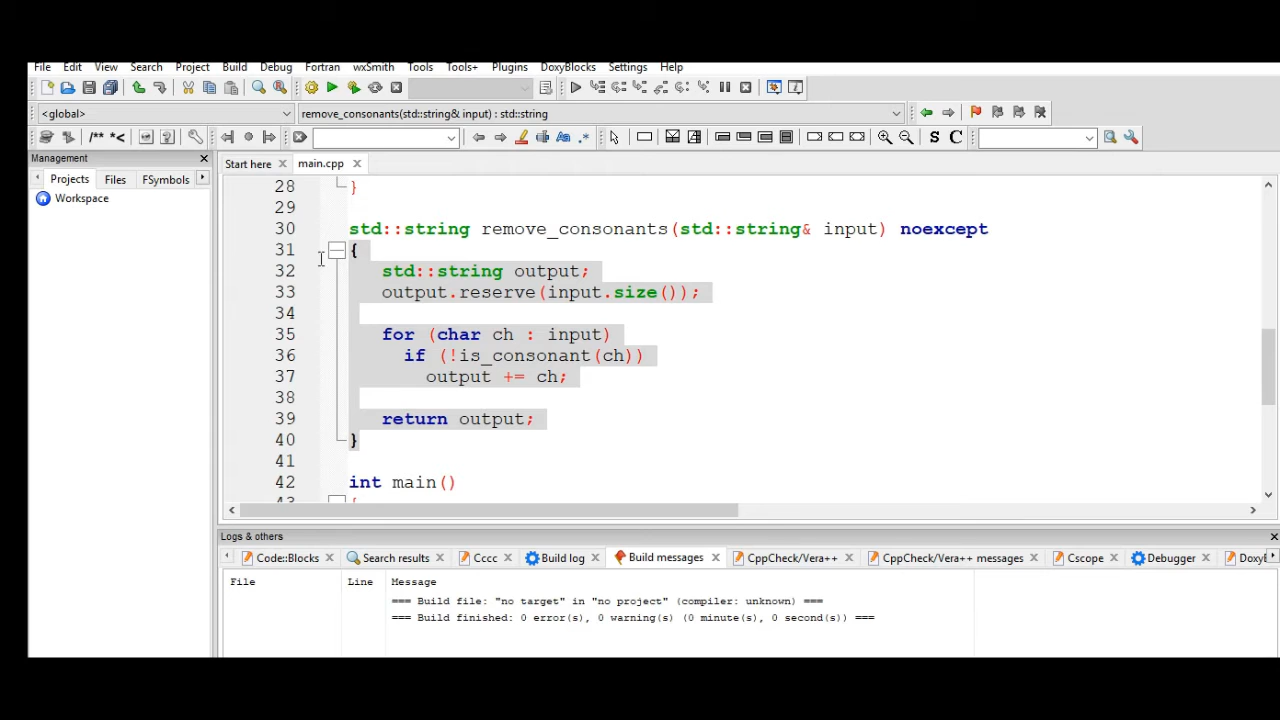 File Edit View Search Project Build Debug Fortran wxSmith Tools Tools+ Plugins DoxyBlocks Settings Help
<global> remove_consonants(std::string& input) : std::string
/** *< .* S C
Management
Start here main.cpp
Projects Files FSymbols
Workspace
28 }
29
30 std::string remove_consonants(std::string& input) noexcept
31 {
32 std::string output;
33 output.reserve(input.size());
34
35 for (char ch : input)
36 if (!is_consonant(ch))
37 output += ch;
38
39 return output;
40 }
41
42 int main()
43 {
Logs & others
Code::Blocks Search results Cccc Build log Build messages CppCheck/Vera++ CppCheck/Vera++ messages Cscope Debugger DoxyB
File Line Message
=== Build file: "no target" in "no project" (compiler: unknown) ===
=== Build finished: 0 error(s), 0 warning(s) (0 minute(s), 0 second(s)) ===